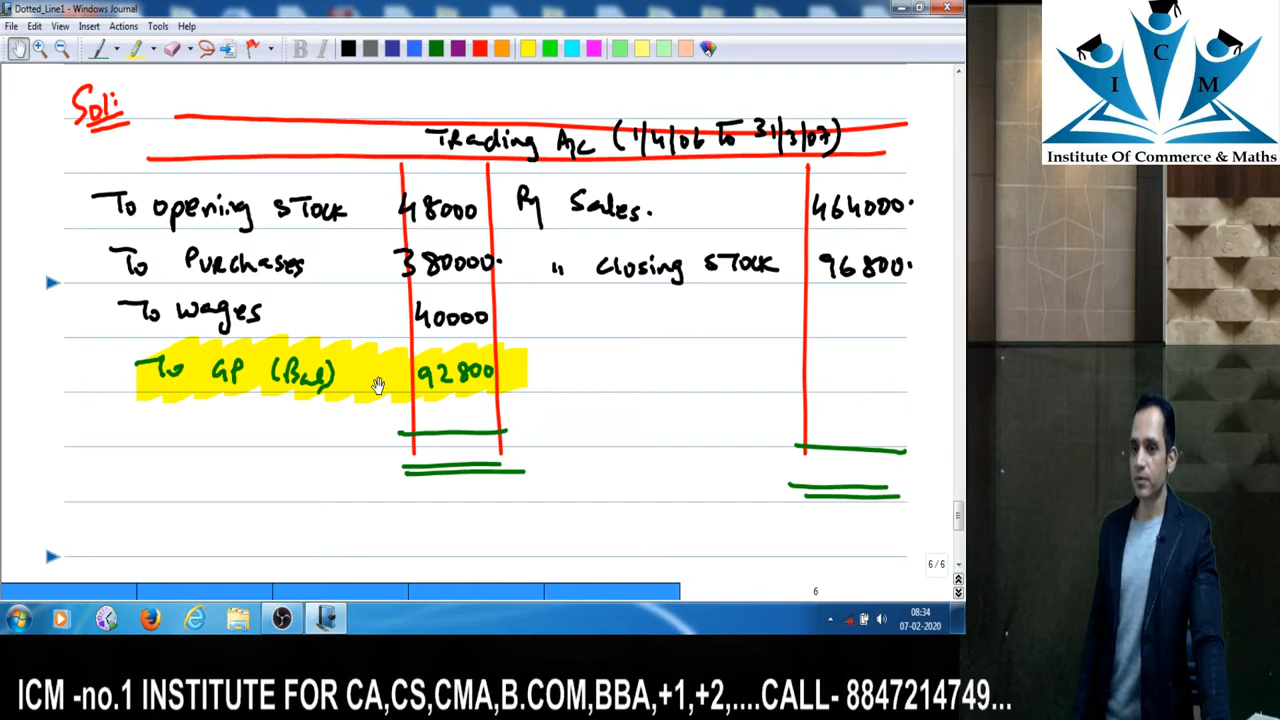 Dotted_Line1 - Windows Journal
File Edit View Insert Actions Tools Help
B I
Sol:
Trading A/C (1/4/06 To 31/3/07)
To opening stock 48000 By Sales. 464000.
To Purchases 380000. " closing stock 96800.
To wages 40000
To GP (Bal) 92800
6/6
6
08:34
07-02-2020
I C M
Institute Of Commerce & Maths
ICM -no.1 INSTITUTE FOR CA,CS,CMA,B.COM,BBA,+1,+2,....CALL- 8847214749...